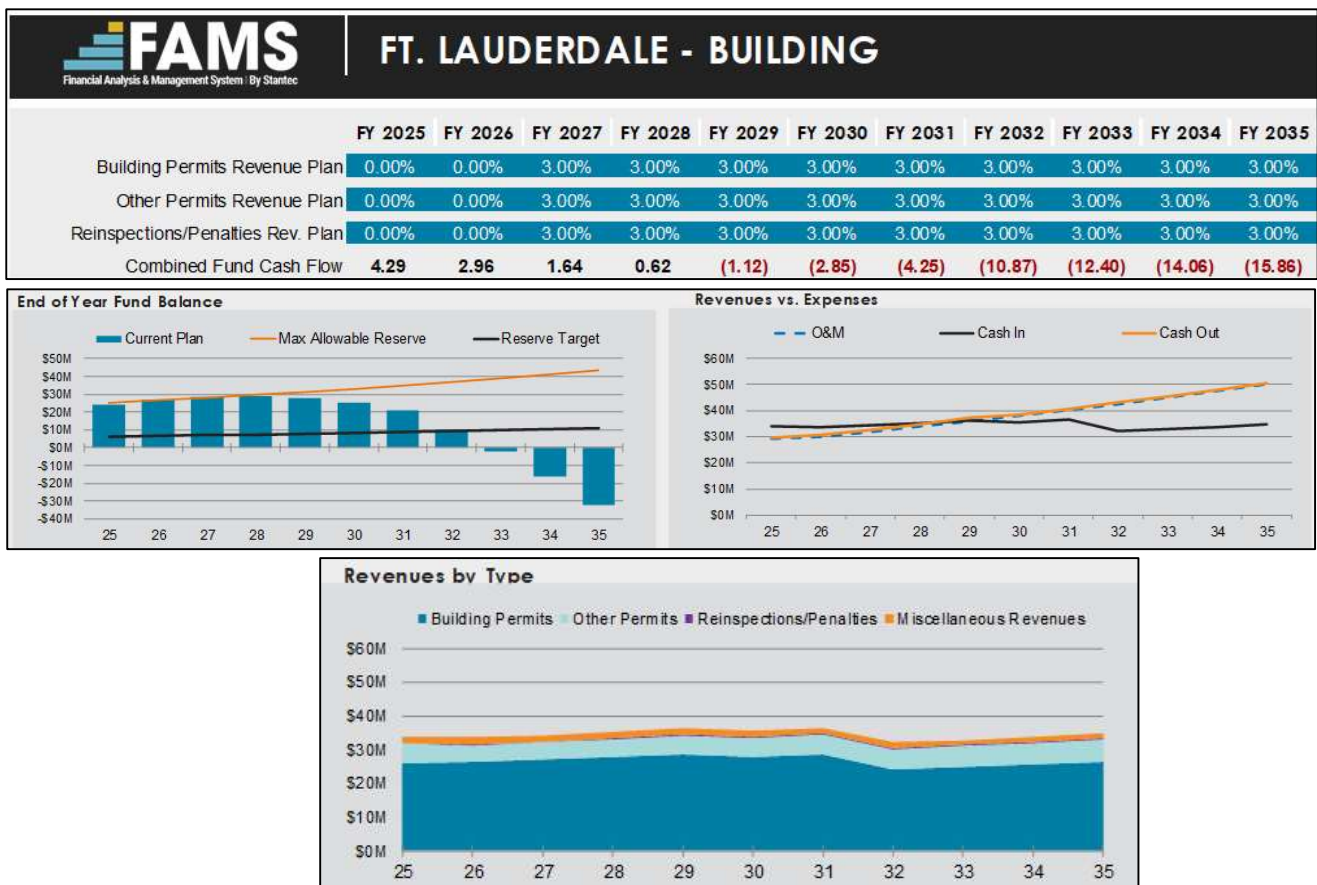 FAMS
Financial Analysis & Management System | By Stantec
FT. LAUDERDALE - BUILDING
FY 2025 FY 2026 FY 2027 FY 2028 FY 2029 FY 2030 FY 2031 FY 2032 FY 2033 FY 2034 FY 2035
Building Permits Revenue Plan 0.00% 0.00% 3.00% 3.00% 3.00% 3.00% 3.00% 3.00% 3.00% 3.00% 3.00%
Other Permits Revenue Plan 0.00% 0.00% 3.00% 3.00% 3.00% 3.00% 3.00% 3.00% 3.00% 3.00% 3.00%
Reinspections/Penalties Rev. Plan 0.00% 0.00% 3.00% 3.00% 3.00% 3.00% 3.00% 3.00% 3.00% 3.00% 3.00%
Combined Fund Cash Flow 4.29 2.96 1.64 0.62 (1.12) (2.85) (4.25) (10.87) (12.40) (14.06) (15.86)
End of Year Fund Balance
Current Plan Max Allowable Reserve Reserve Target
$50M
$40M
$30M
$20M
$10M
$0M
-$10M
-$20M
-$30M
-$40M
25 26 27 28 29 30 31 32 33 34 35
Revenues vs. Expenses
O&M Cash In Cash Out
$60M
$50M
$40M
$30M
$20M
$10M
$0M
25 26 27 28 29 30 31 32 33 34 35
Revenues by Type
Building Permits Other Permits Reinspections/Penalties Miscellaneous Revenues
$60M
$50M
$40M
$30M
$20M
$10M
$0M
25 26 27 28 29 30 31 32 33 34 35